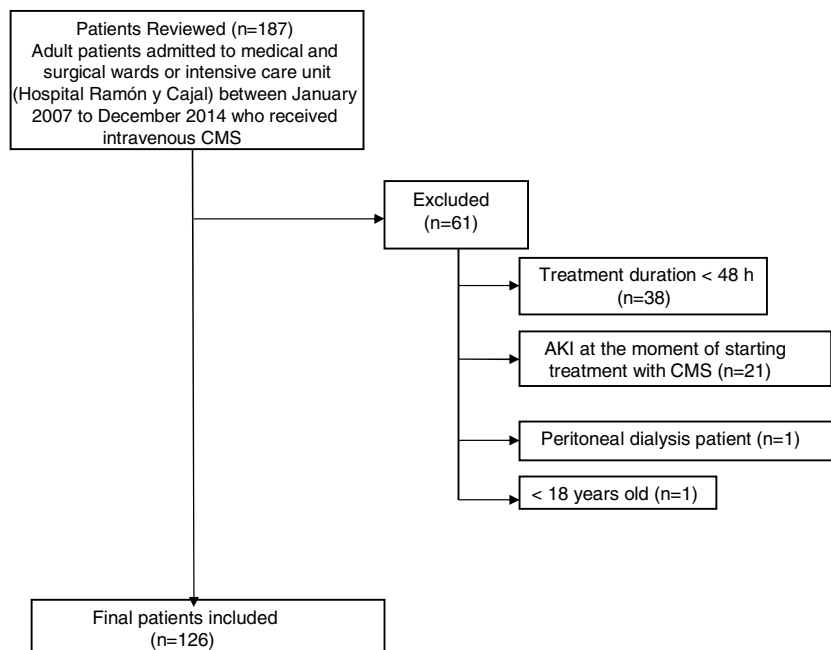 Patients Reviewed (n=187)
Adult patients admitted to medical and
surgical wards or intensive care unit
(Hospital Ramón y Cajal) between January
2007 to December 2014 who received
intravenous CMS
Excluded
(n=61)
Treatment duration < 48 h
(n=38)
AKI at the moment of starting
treatment with CMS (n=21)
Peritoneal dialysis patient (n=1)
< 18 years old (n=1)
Final patients included
(n=126)